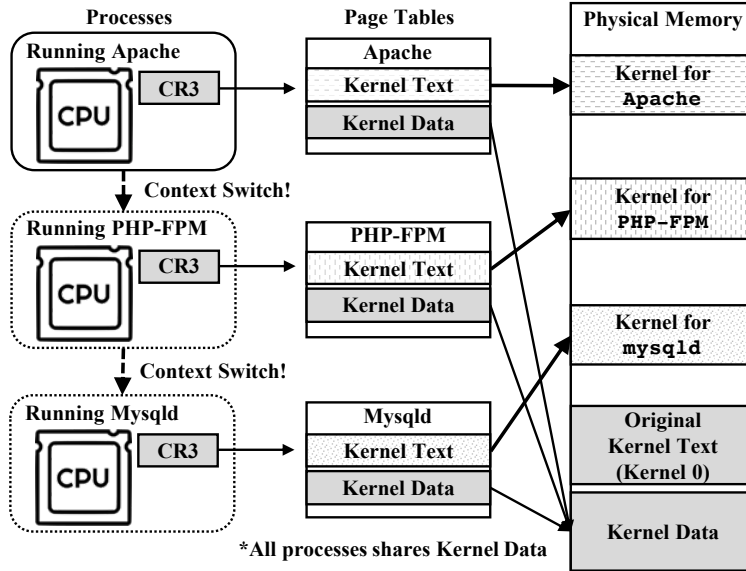 Processes
Page Tables
Physical Memory
Running Apache
CPU
CR3
Apache
Kernel Text
Kernel Data
Kernel for
Apache
Context Switch!
Running PHP-FPM
CPU
CR3
PHP-FPM
Kernel Text
Kernel Data
Kernel for
PHP-FPM
Context Switch!
Kernel for
mysqld
Running Mysqld
CPU
CR3
Mysqld
Kernel Text
Kernel Data
Original
Kernel Text
(Kernel 0)
Kernel Data
*All processes shares Kernel Data